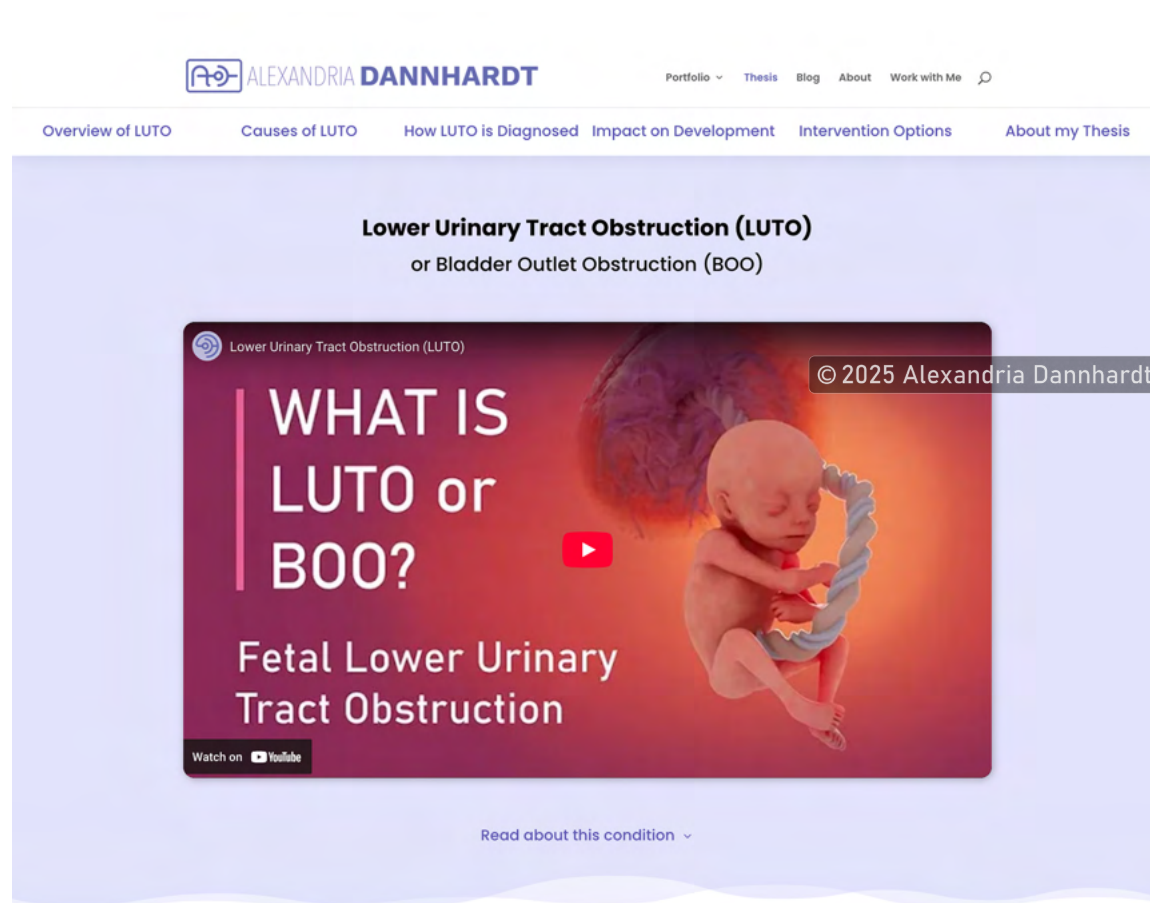 ALEXANDRIA DANNHARDT
Portfolio Thesis Blog About Work with Me
Overview of LUTO Causes of LUTO How LUTO is Diagnosed Impact on Development Intervention Options About my Thesis
Lower Urinary Tract Obstruction (LUTO)
or Bladder Outlet Obstruction (BOO)
Lower Urinary Tract Obstruction (LUTO)
© 2025 Alexandria Dannhardt
WHAT IS
LUTO or
BOO?
Fetal Lower Urinary
Tract Obstruction
Watch on YouTube
Read about this condition